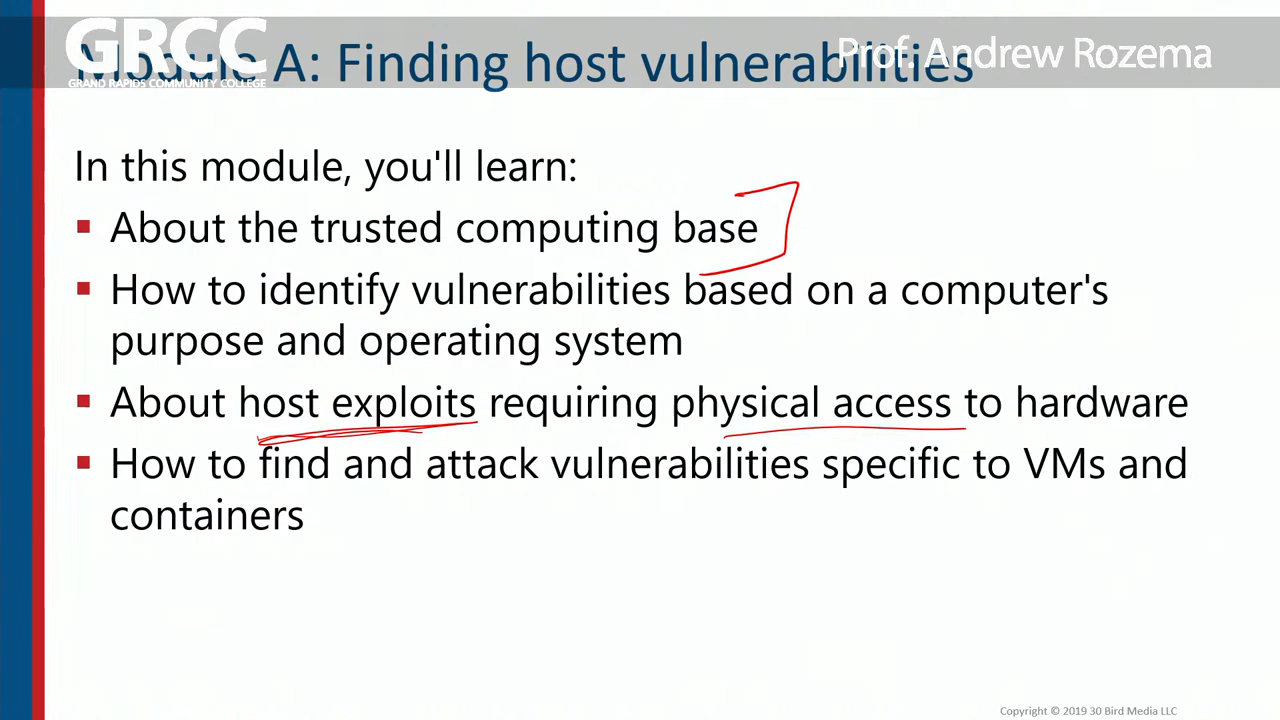 GRCC
GRAND RAPIDS COMMUNITY COLLEGE
Prof. Andrew Rozema
A: Finding host vulnerabilities
In this module, you'll learn:
About the trusted computing base
How to identify vulnerabilities based on a computer's
purpose and operating system
About host exploits requiring physical access to hardware
How to find and attack vulnerabilities specific to VMs and
containers
Copyright © 2019 30 Bird Media LLC